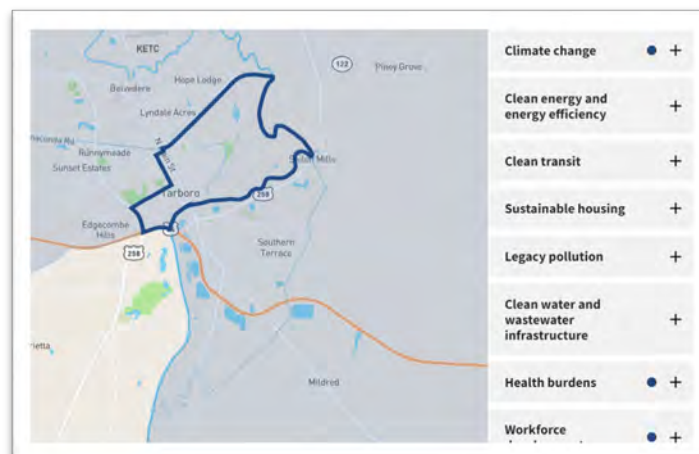 KETC
Hope Lodge
122
Piney Grove
Belvedere
Lyndale Acres
Runnymeade
Sunset Estates
Tarboro
258
Edgecombe
Hills
258
Southern
Terrace
Mildred
Climate change +
Clean energy and
energy efficiency +
Clean transit +
Sustainable housing +
Legacy pollution +
Clean water and
wastewater
infrastructure +
Health burdens +
Workforce +